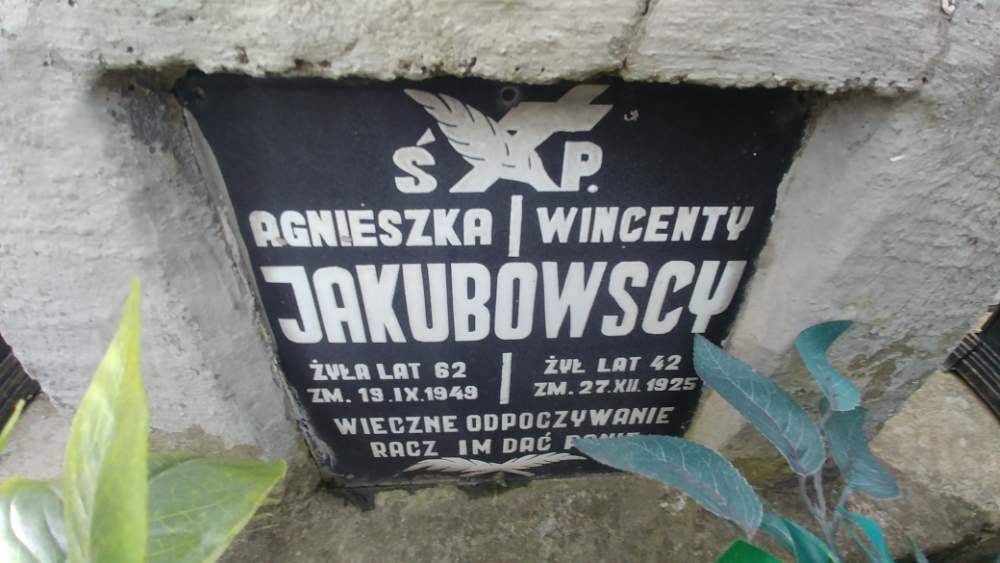 Ś P.
AGNIESZKA | WINCENTY
JAKUBOWSCY
ŻYŁA LAT 62 | ŻYŁ LAT 42
ZM. 19.IX.1949 | ZM. 27.XII.1925
WIECZNE ODPOCZYWANIE
RACZ IM DAĆ PANIE